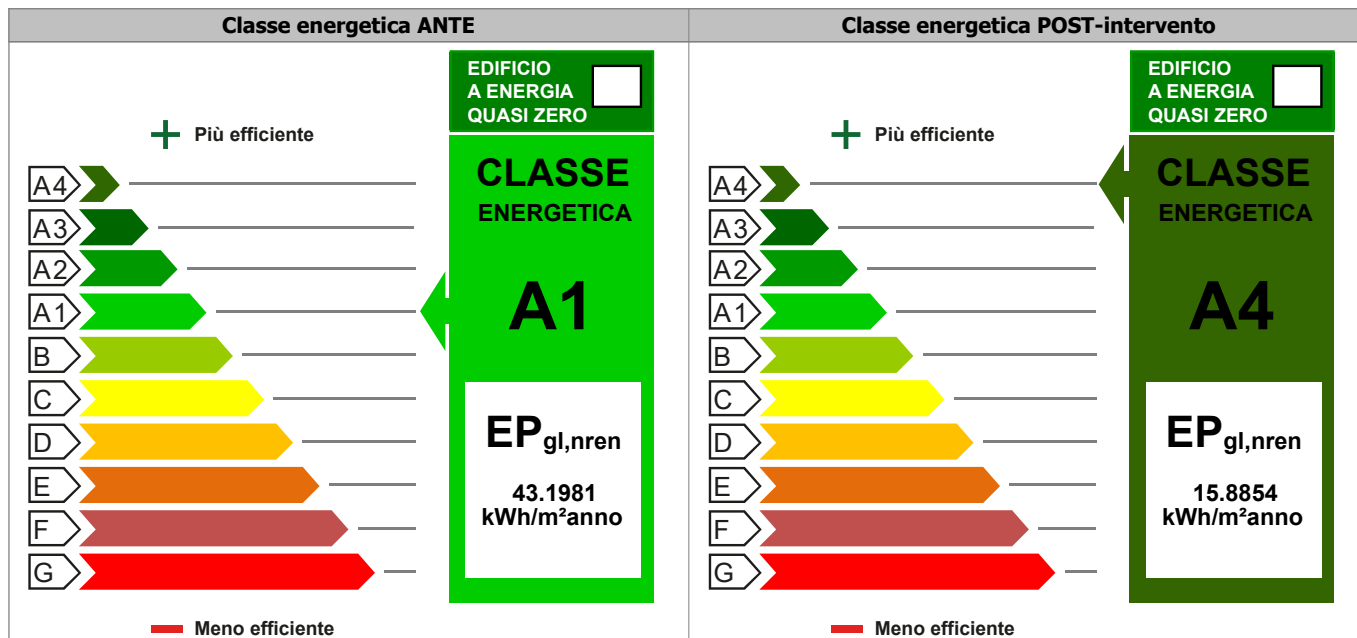 Classe energetica ANTE
EDIFICIO
A ENERGIA
QUASI ZERO
Più efficiente
A4
A3
A2
A1
B
C
D
E
F
G
Meno efficiente
CLASSE
ENERGETICA
A1
EPgl,nren
43.1981
kWh/m²anno
Classe energetica POST-intervento
EDIFICIO
A ENERGIA
QUASI ZERO
Più efficiente
A4
A3
A2
A1
B
C
D
E
F
G
Meno efficiente
CLASSE
ENERGETICA
A4
EPgl,nren
15.8854
kWh/m²anno